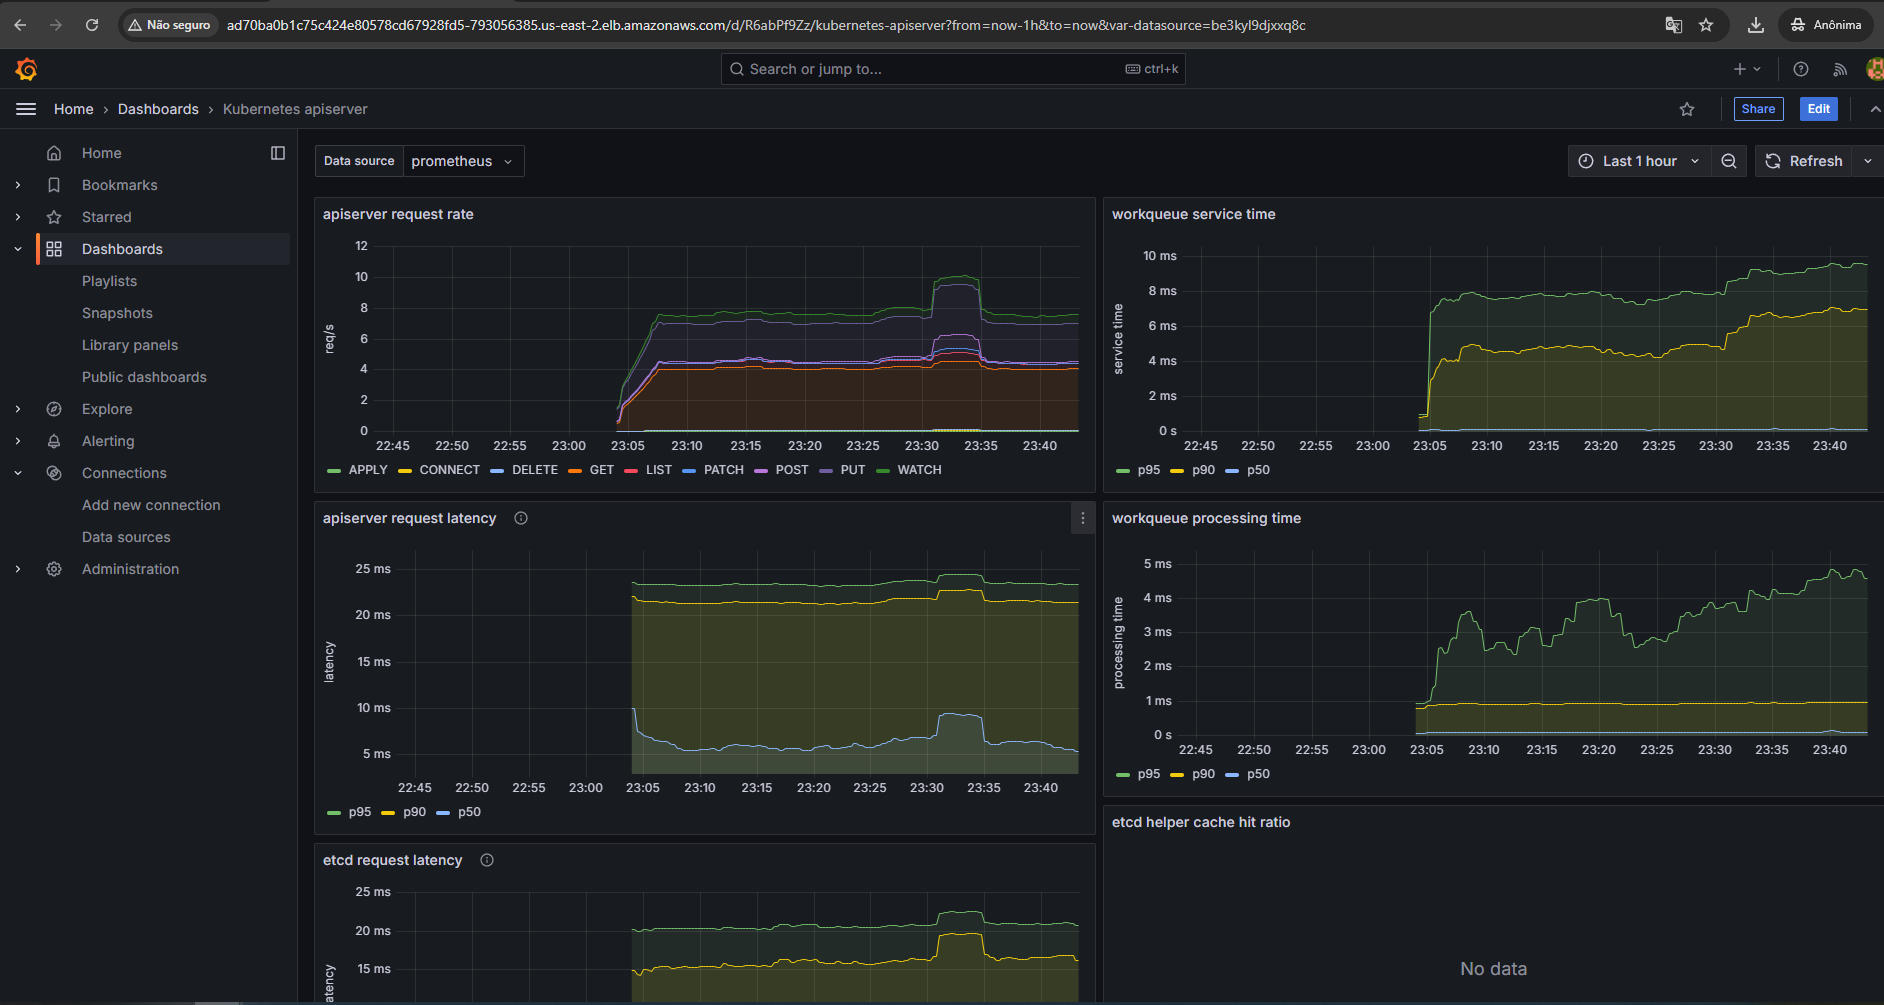 Não seguro
ad70ba0b1c75c424e80578cd67928fd5-793056385.us-east-2.elb.amazonaws.com/d/R6abPf9Zz/kubernetes-apiserver?from=now-1h&to=now&var-datasource=be3kyl9djxxq8c
Anônima
Search or jump to...
ctrl+k
Home › Dashboards › Kubernetes apiserver
Share
Edit
Home
Bookmarks
Starred
Dashboards
Playlists
Snapshots
Library panels
Public dashboards
Explore
Alerting
Connections
Add new connection
Data sources
Administration
Data source
prometheus
Last 1 hour
Refresh
apiserver request rate
req/s
12
10
8
6
4
2
0
22:45 22:50 22:55 23:00 23:05 23:10 23:15 23:20 23:25 23:30 23:35 23:40
APPLY CONNECT DELETE GET LIST PATCH POST PUT WATCH
workqueue service time
service time
10 ms
8 ms
6 ms
4 ms
2 ms
0 s
22:45 22:50 22:55 23:00 23:05 23:10 23:15 23:20 23:25 23:30 23:35 23:40
p95 p90 p50
apiserver request latency
latency
25 ms
20 ms
15 ms
10 ms
5 ms
22:45 22:50 22:55 23:00 23:05 23:10 23:15 23:20 23:25 23:30 23:35 23:40
p95 p90 p50
workqueue processing time
processing time
5 ms
4 ms
3 ms
2 ms
1 ms
0 s
22:45 22:50 22:55 23:00 23:05 23:10 23:15 23:20 23:25 23:30 23:35 23:40
p95 p90 p50
etcd request latency
25 ms
20 ms
15 ms
etcd helper cache hit ratio
No data